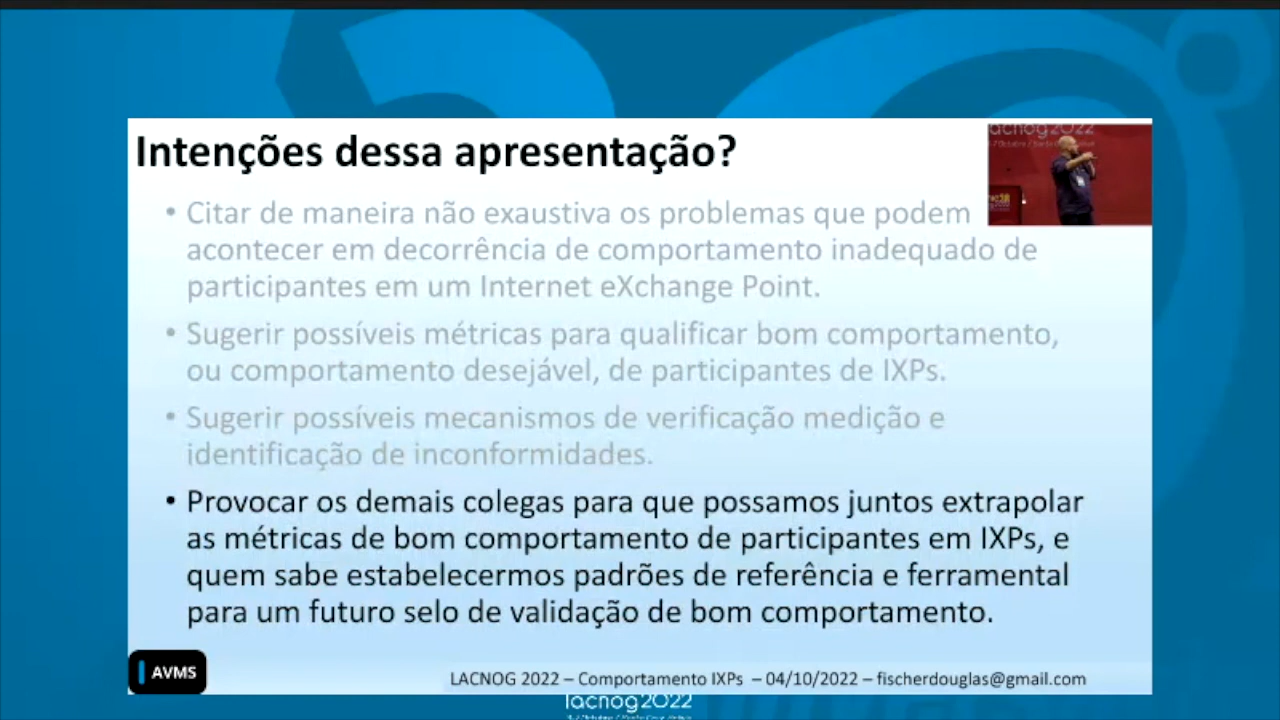 Intenções dessa apresentação?
lacnog2022
• Citar de maneira não exaustiva os problemas que podem
acontecer em decorrência de comportamento inadequado de
participantes em um Internet eXchange Point.
• Sugerir possíveis métricas para qualificar bom comportamento,
ou comportamento desejável, de participantes de IXPs.
• Sugerir possíveis mecanismos de verificação medição e
identificação de inconformidades.
• Provocar os demais colegas para que possamos juntos extrapolar
as métricas de bom comportamento de participantes em IXPs, e
quem sabe estabelecermos padrões de referência e ferramental
para um futuro selo de validação de bom comportamento.
AVMS
LACNOG 2022 – Comportamento IXPs – 04/10/2022 – fischerdouglas@gmail.com
lacnog2022